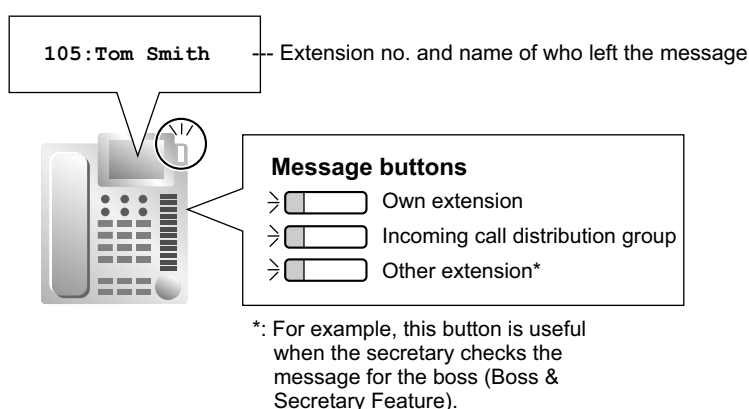 105:Tom Smith
Extension no. and name of who left the message
Message buttons
Own extension
Incoming call distribution group
Other extension*
*: For example, this button is useful
when the secretary checks the
message for the boss (Boss &
Secretary Feature).